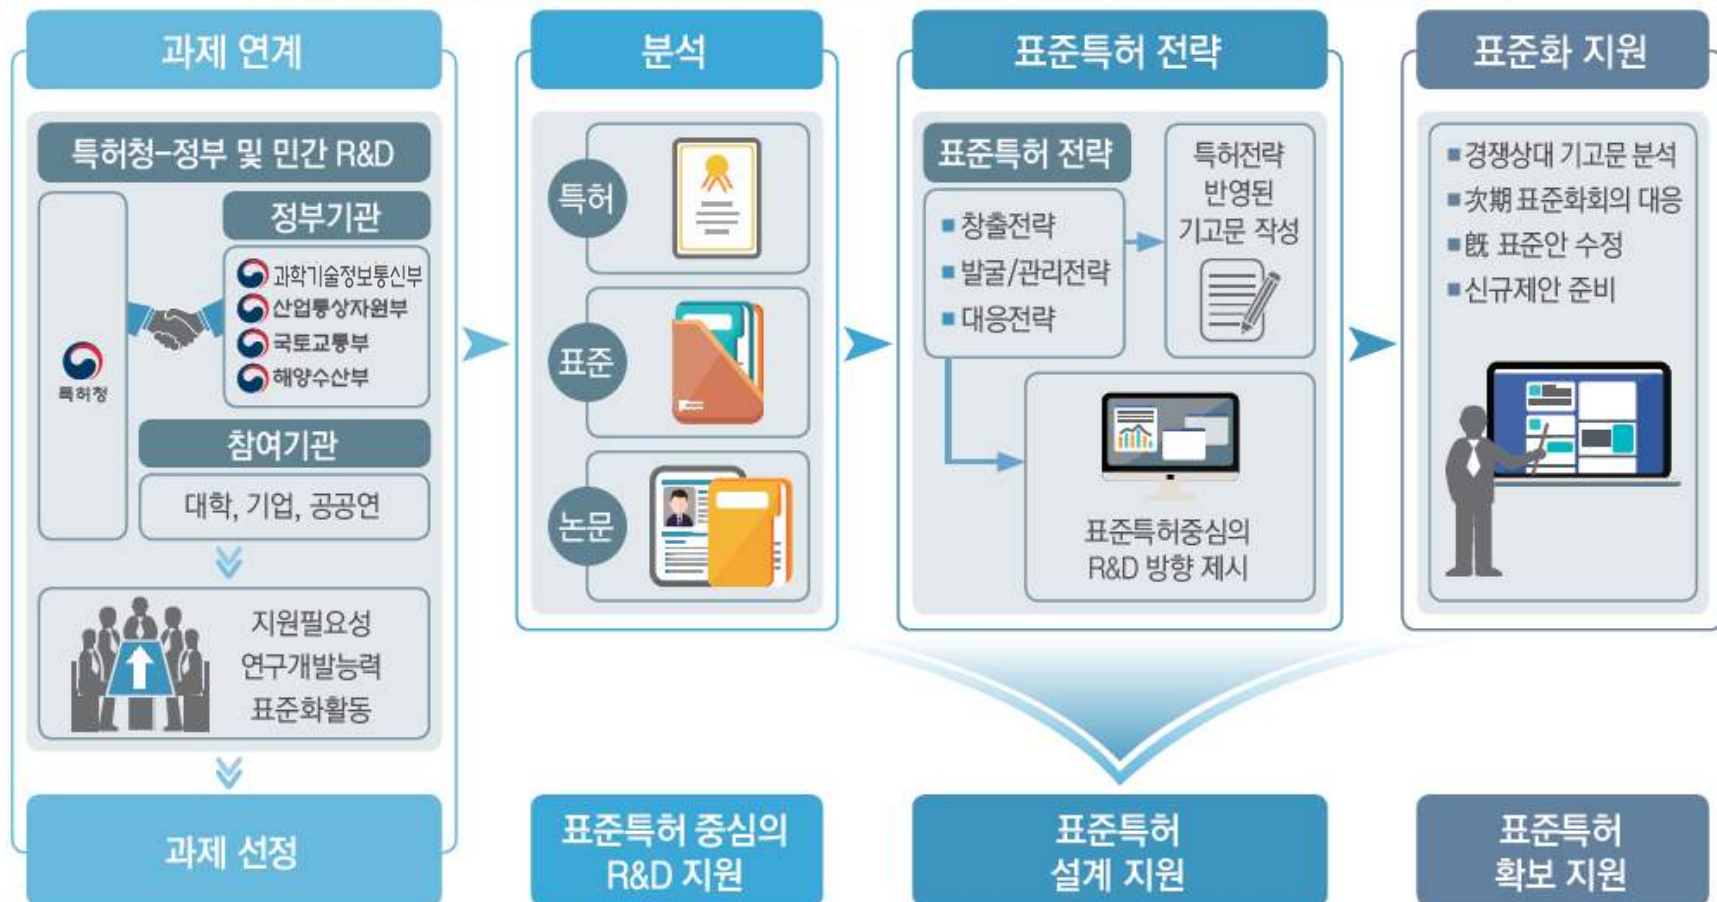 과제 연계
특허청-정부 및 민간 R&D
정부기관
과학기술정보통신부
산업통상자원부
국토교통부
해양수산부
특허청
참여기관
대학, 기업, 공공연
지원필요성
연구개발능력
표준화활동
과제 선정
분석
특허
표준
논문
표준특허 중심의
R&D 지원
표준특허 전략
표준특허 전략
■ 창출전략
■ 발굴/관리전략
■ 대응전략
특허전략
반영된
기고문 작성
표준특허중심의
R&D 방향 제시
표준특허
설계 지원
표준화 지원
■ 경쟁상대 기고문 분석
■ 次期 표준화회의 대응
■ 旣 표준안 수정
■ 신규제안 준비
표준특허
확보 지원